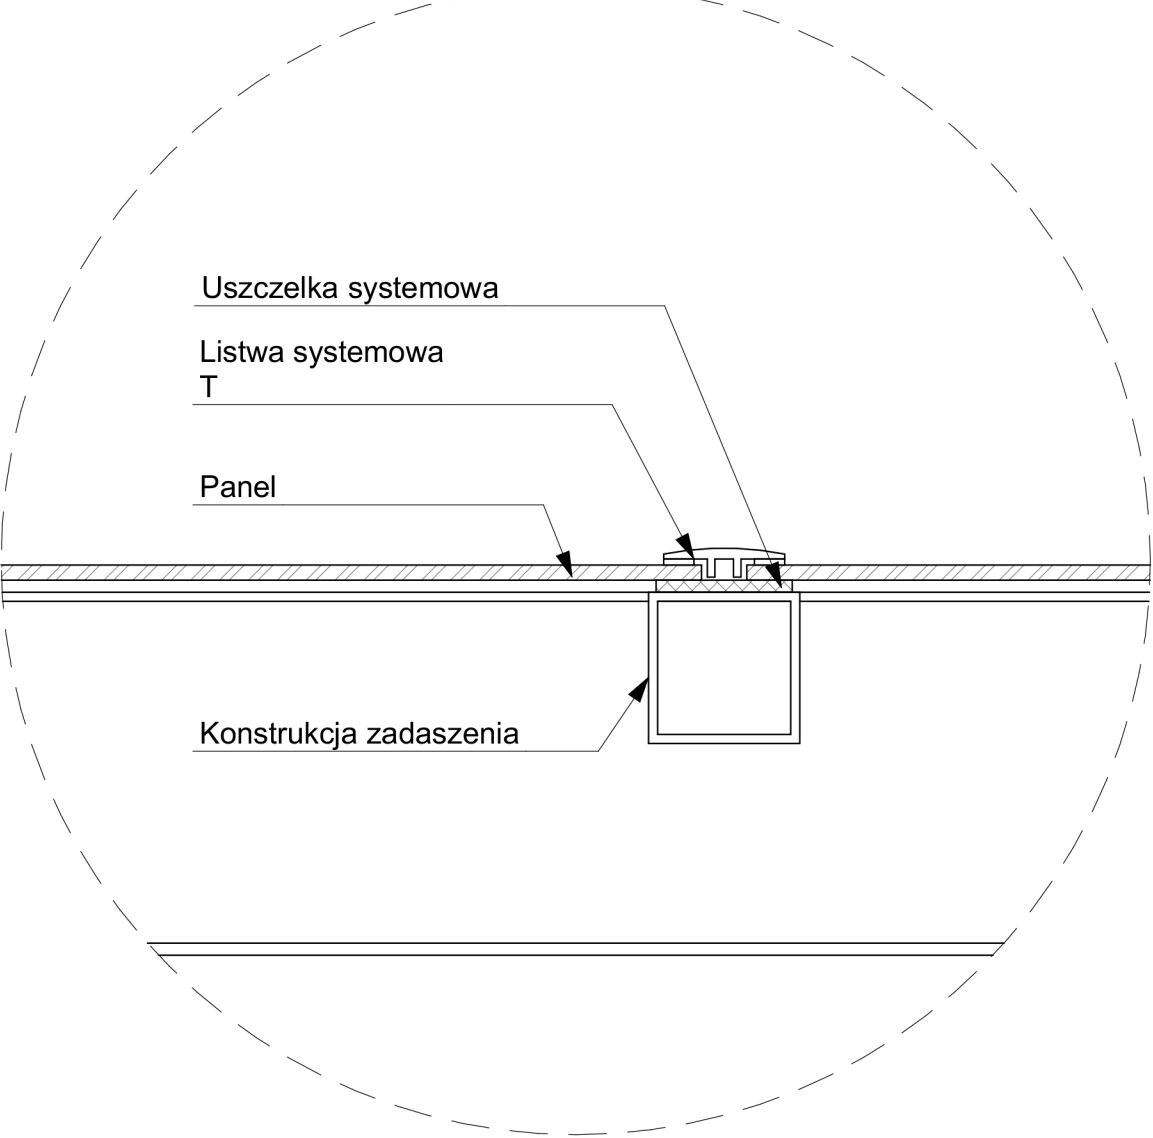 Uszczelka systemowa
Listwa systemowa
T
Panel
Konstrukcja zadaszenia